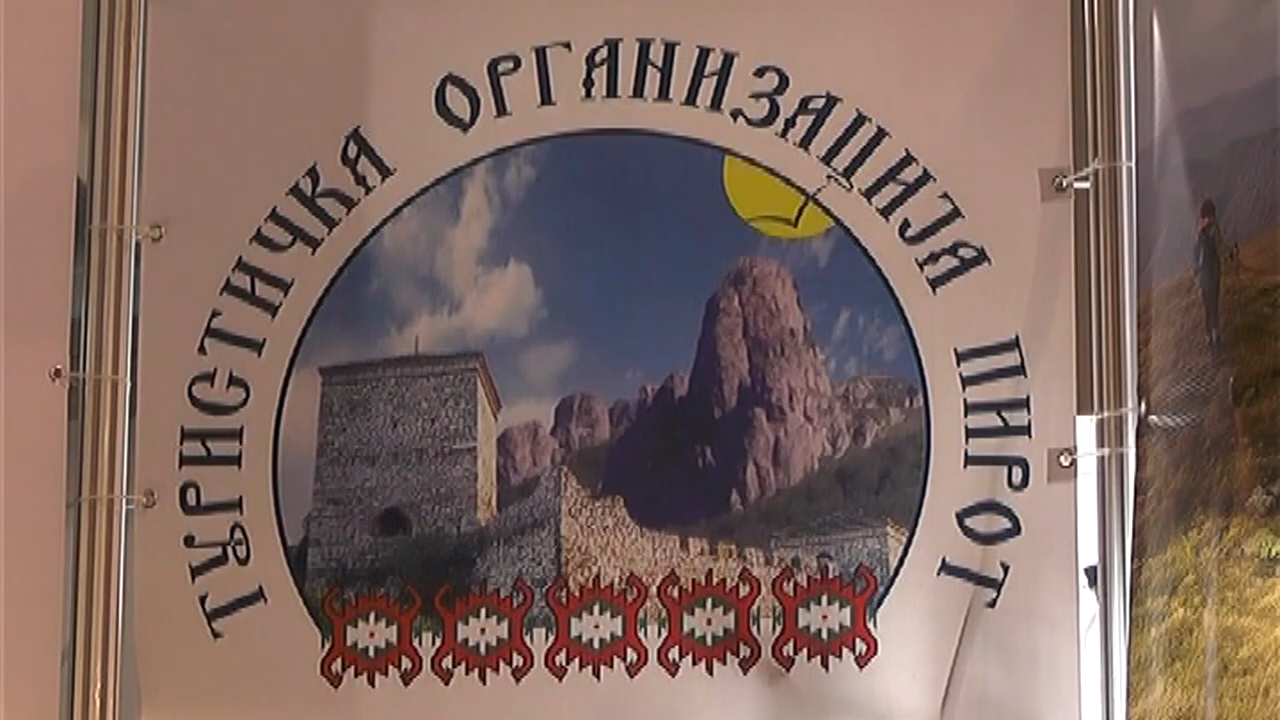 ТУРИСТИЧКА ОРГАНИЗАЦИЈА ПИРОТ